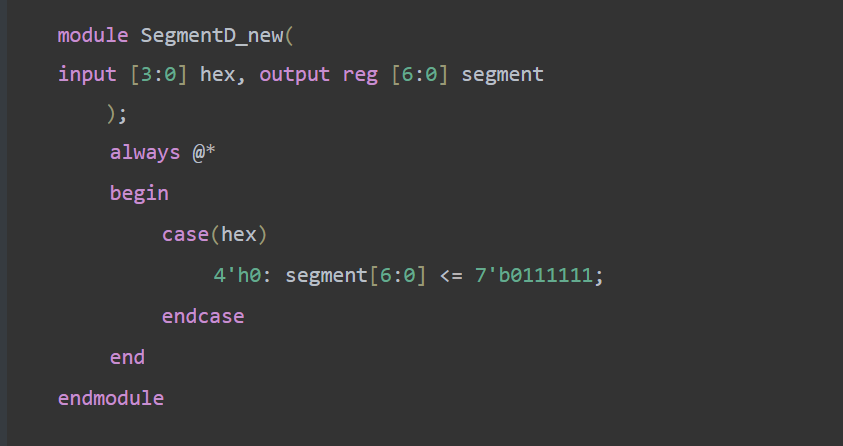 module SegmentD_new(
input [3:0] hex, output reg [6:0] segment
);
always @*
begin
case(hex)
4'h0: segment[6:0] <= 7'b0111111;
endcase
end
endmodule